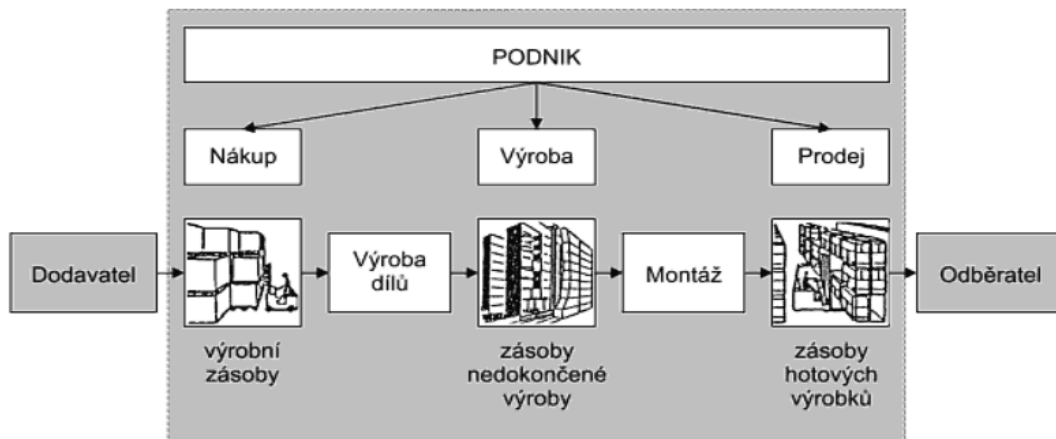 PODNIK
Nákup
Výroba
Prodej
Dodavatel
Výroba
dílů
Montáž
Odběratel
výrobní
zásoby
zásoby
nedokončené
výroby
zásoby
hotových
výrobků